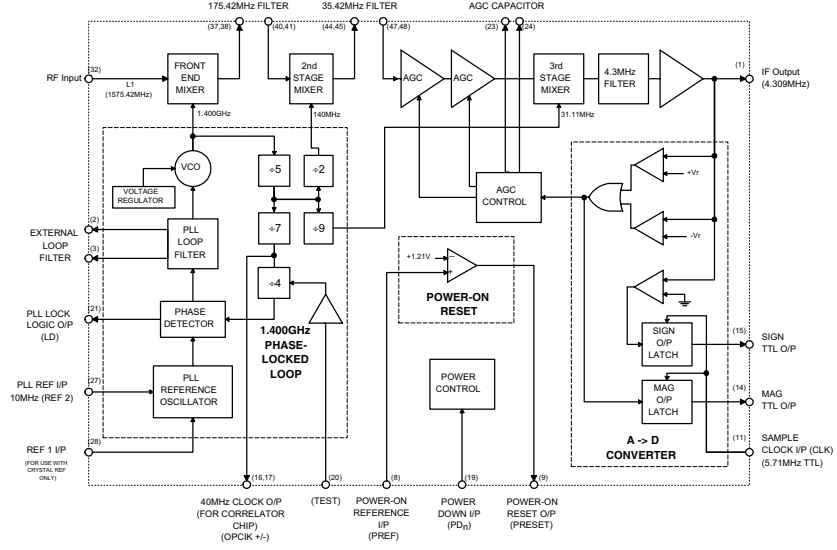 175.42MHz FILTER
35.42MHz FILTER
AGC CAPACITOR
(37,38)
(40,41)
(44,45)
(47,48)
(23)
(24)
RF Input
(32)
L1
(1575.42MHz)
FRONT
END
MIXER
2nd
STAGE
MIXER
AGC
AGC
3rd
STAGE
MIXER
4.3MHz
FILTER
(1)
IF Output
(4.309MHz)
1.400GHz
140MHz
31.11MHz
VCO
VOLTAGE
REGULATOR
÷5
÷2
÷7
÷9
÷4
AGC
CONTROL
+Vr
-Vr
(2)
EXTERNAL
LOOP
FILTER
(3)
PLL
LOOP
FILTER
+1.21V
−
+
POWER-ON
RESET
PLL LOCK
LOGIC O/P
(LD)
(21)
PHASE
DETECTOR
1.400GHz
PHASE-
LOCKED
LOOP
SIGN
O/P
LATCH
(15)
SIGN
TTL O/P
PLL REF I/P
10MHz (REF 2)
(27)
PLL
REFERENCE
OSCILLATOR
POWER
CONTROL
MAG
O/P
LATCH
(14)
MAG
TTL O/P
REF 1 I/P
(FOR USE WITH
CRYSTAL REF
ONLY)
(28)
A -> D
CONVERTER
(11)
SAMPLE
CLOCK I/P (CLK)
(5.71MHz TTL)
(16,17)
(20)
(8)
(19)
(9)
40MHz CLOCK O/P
(FOR CORRELATOR
CHIP)
(OPCIK +/-)
(TEST)
POWER-ON
REFERENCE
I/P
(PREF)
POWER
DOWN I/P
(PDn)
POWER-ON
RESET O/P
(PRESET)